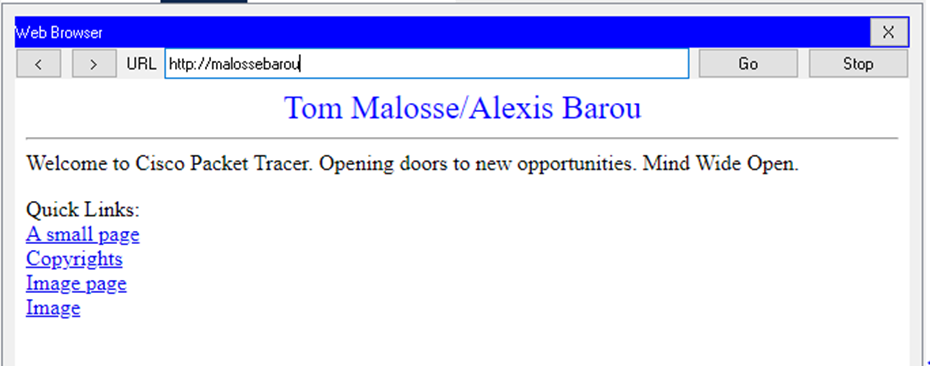 Web Browser X
< > URL http://malossebarou Go Stop
Tom Malosse/Alexis Barou
Welcome to Cisco Packet Tracer. Opening doors to new opportunities. Mind Wide Open.
Quick Links:
A small page
Copyrights
Image page
Image